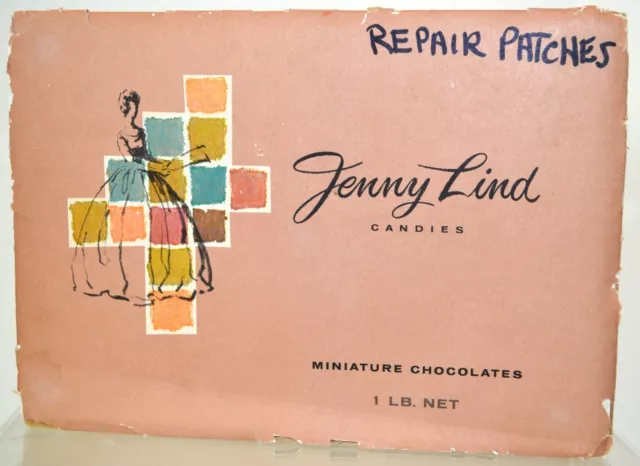 REPAIR PATCHES
Jenny Lind
CANDIES
MINIATURE CHOCOLATES
1 LB. NET